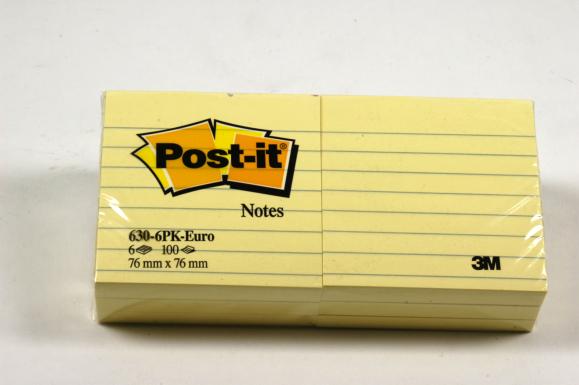 Post-it®
Notes
630-6PK-Euro
6 100
76 mm x 76 mm
3M